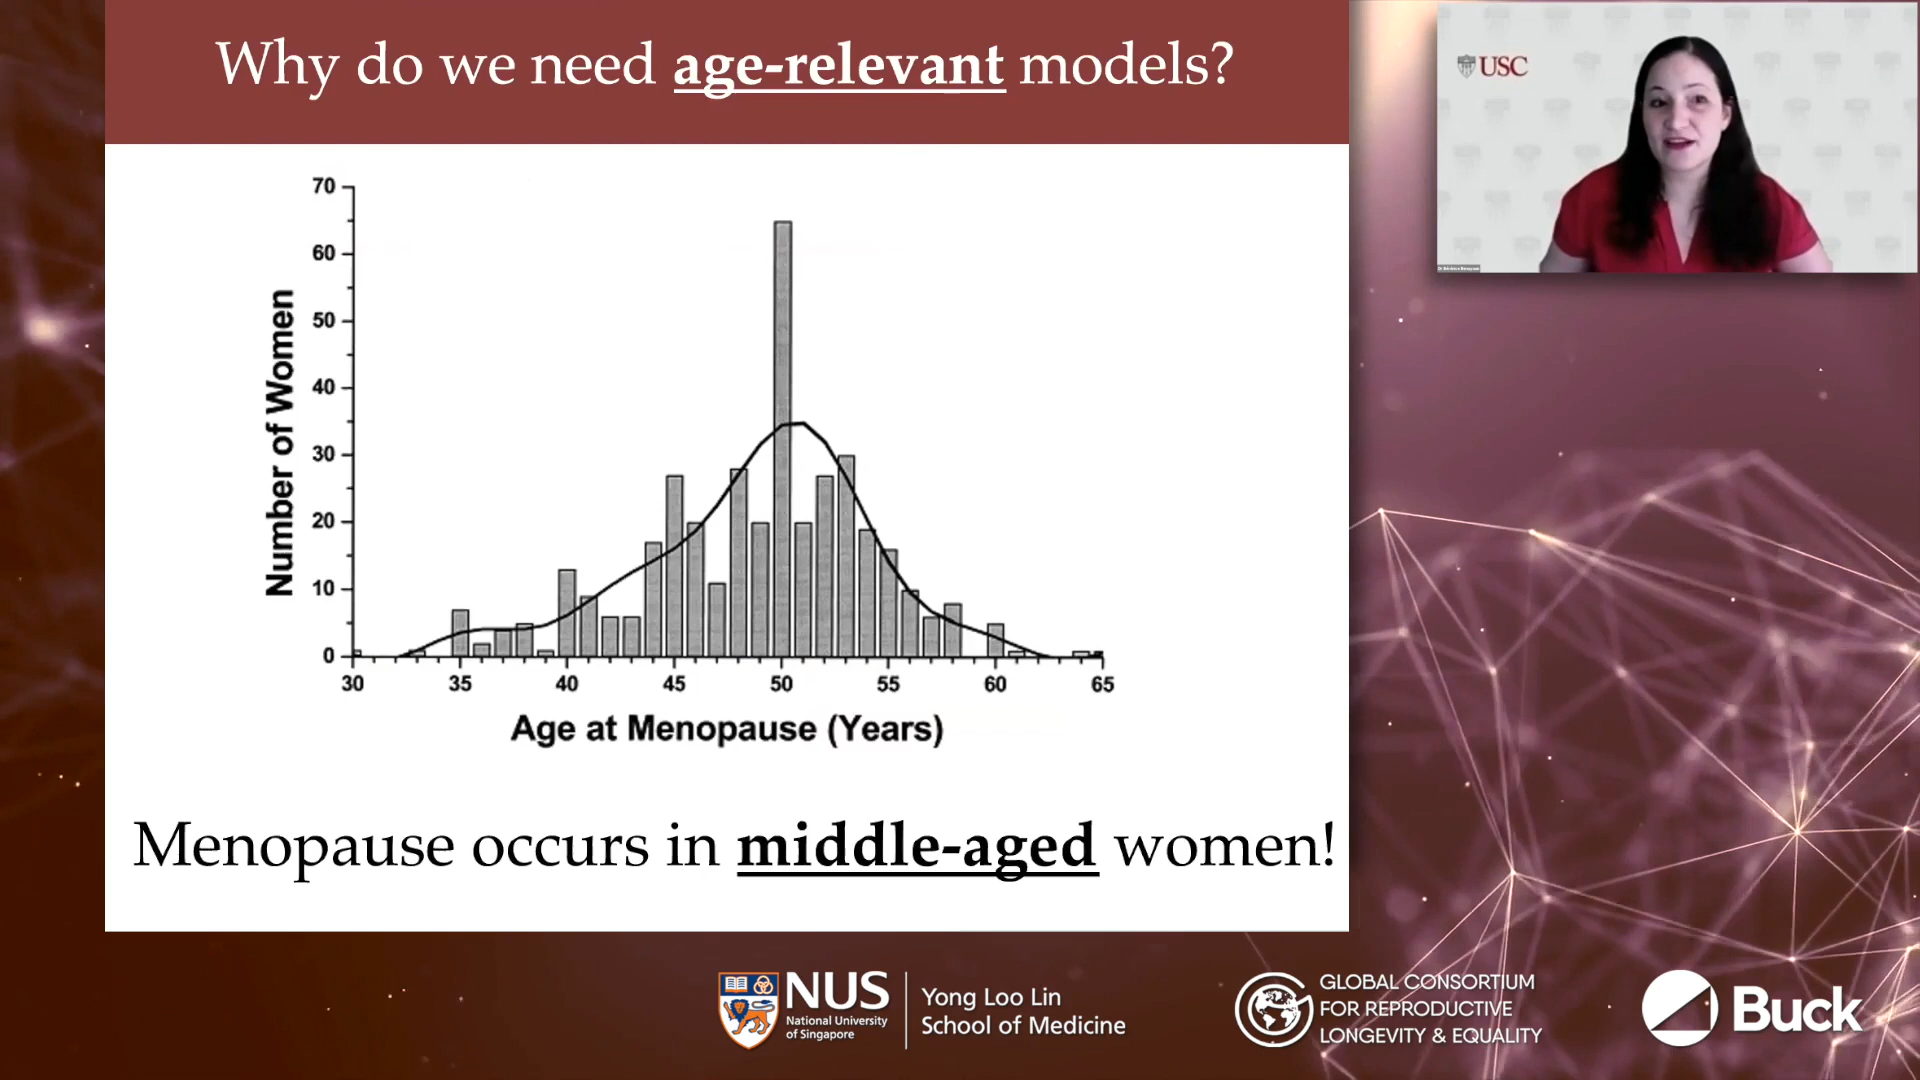 Why do we need age-relevant models?
USC
70
60
50
40
30
20
10
0
Number of Women
30 35 40 45 50 55 60 65
Age at Menopause (Years)
Menopause occurs in middle-aged women!
NUS
National University
of Singapore
Yong Loo Lin
School of Medicine
GLOBAL CONSORTIUM
FOR REPRODUCTIVE
LONGEVITY & EQUALITY
Buck